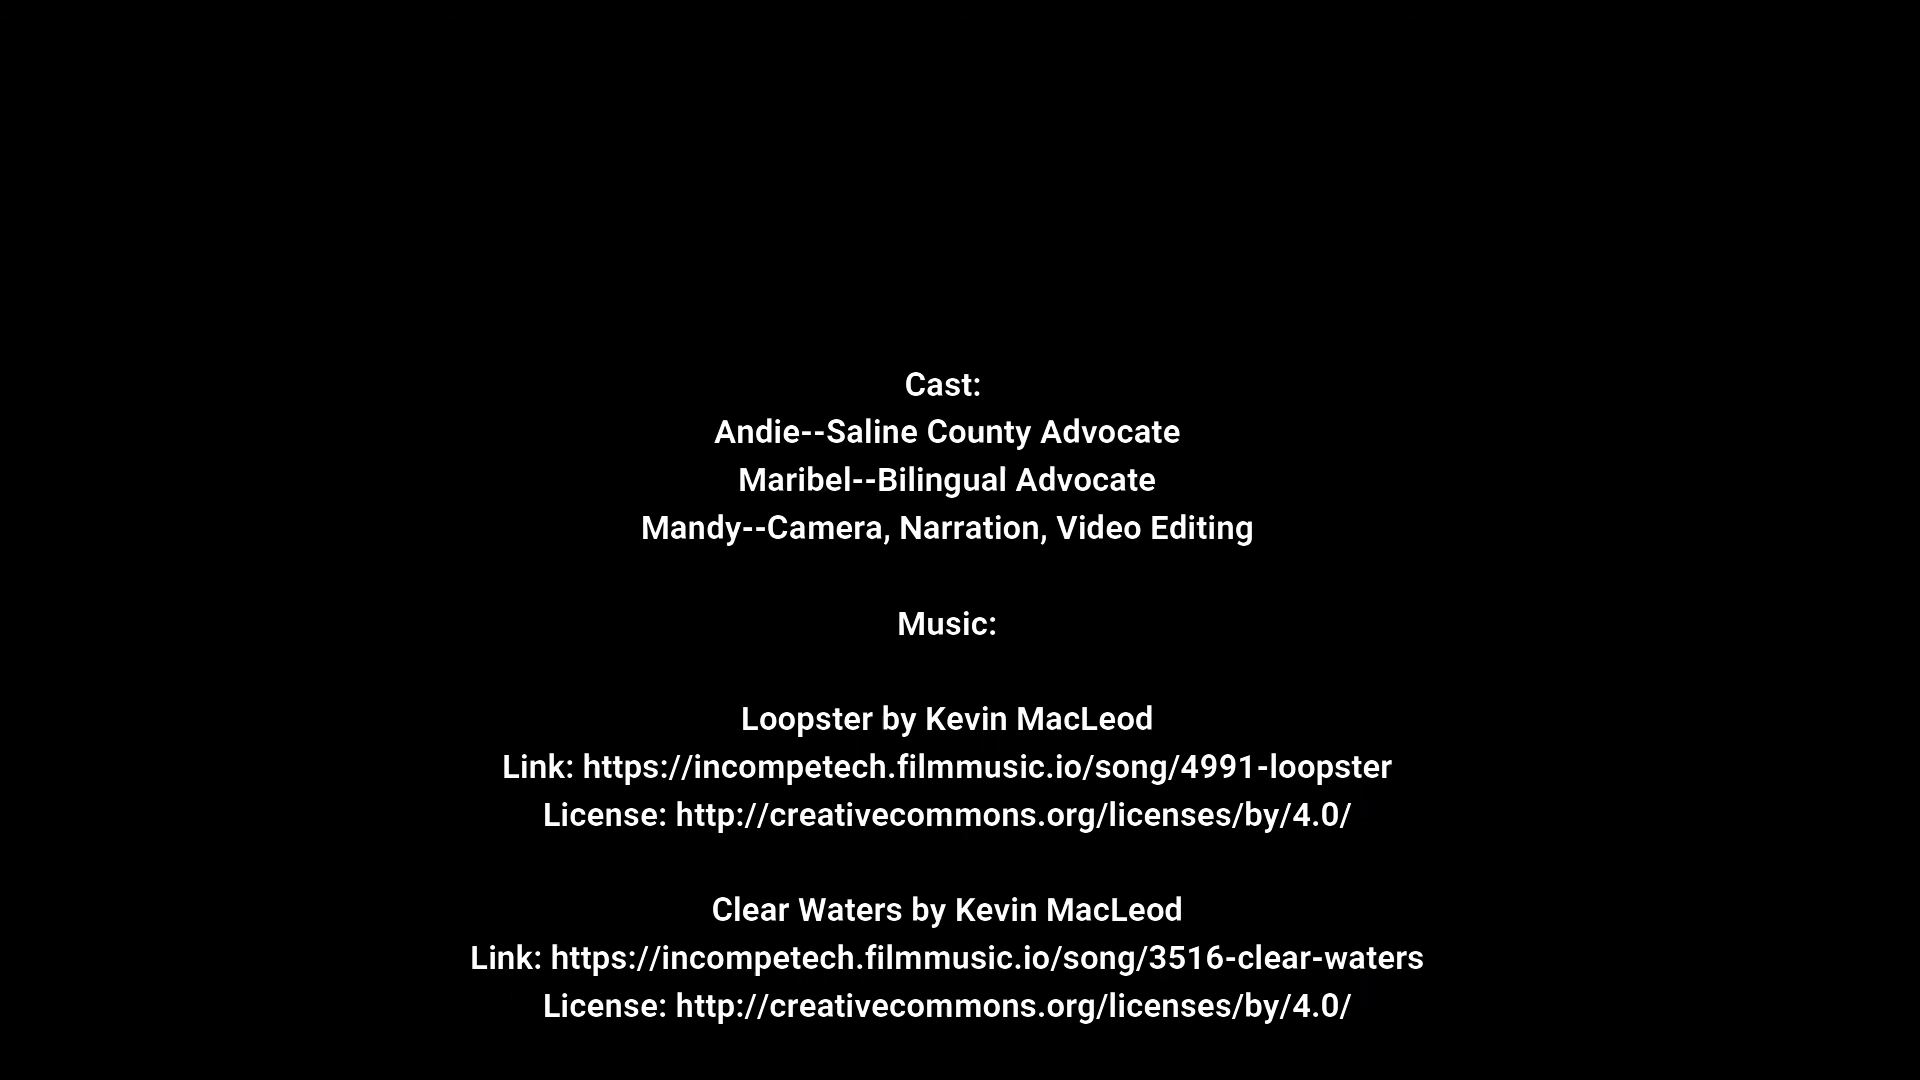 Cast:
Andie--Saline County Advocate
Maribel--Bilingual Advocate
Mandy--Camera, Narration, Video Editing
Music:
Loopster by Kevin MacLeod
Link: https://incompetech.filmmusic.io/song/4991-loopster
License: http://creativecommons.org/licenses/by/4.0/
Clear Waters by Kevin MacLeod
Link: https://incompetech.filmmusic.io/song/3516-clear-waters
License: http://creativecommons.org/licenses/by/4.0/